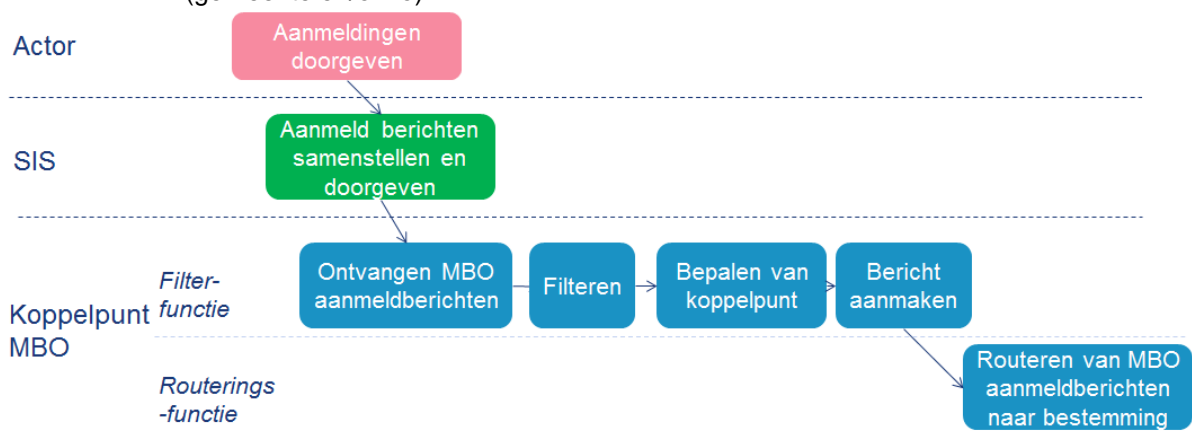 Actor
Aanmeldingen
doorgeven
SIS
Aanmeld berichten
samenstellen en
doorgeven
Koppelpunt
MBO
Filter-
functie
Ontvangen MBO
aanmeldberichten
Filteren
Bepalen van
koppelpunt
Bericht
aanmaken
Routerings
-functie
Routeren van MBO
aanmeldberichten
naar bestemming